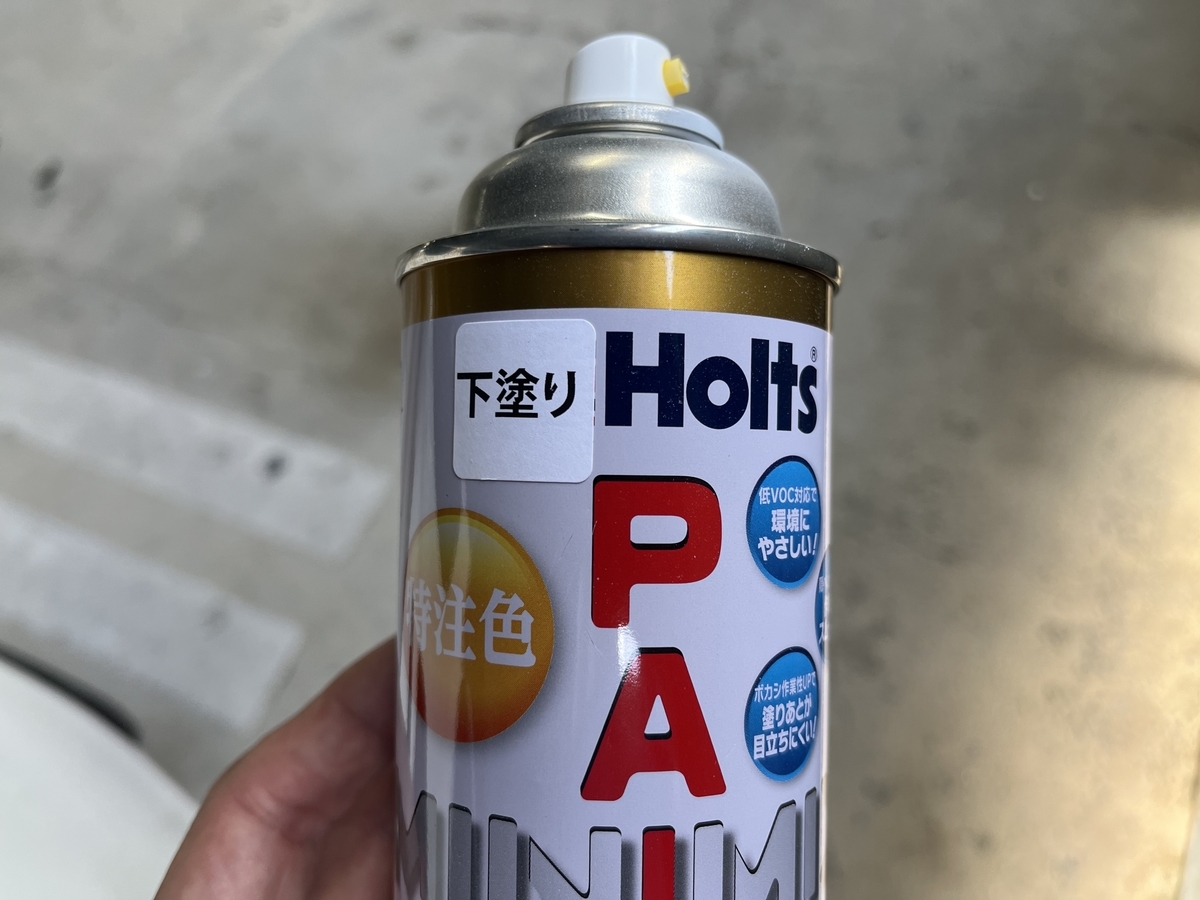 下塗り
Holts®
低VOC対応で
環境に
やさしい!
特注色
ボカシ作業性UPで
塗りあとが
目立ちにくい!
PAI
MINIMI